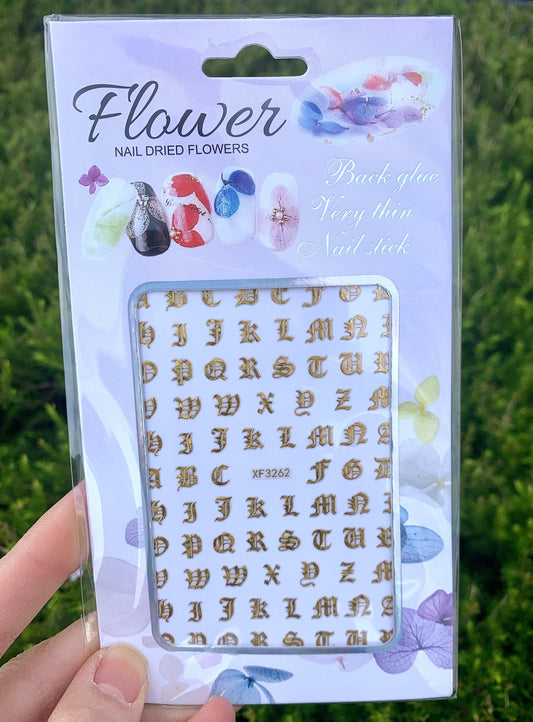 Flower
NAIL DRIED FLOWERS
Back glue
Very thin
Nail stick
A B C D E F G
H I J K L M N
O P Q R S T U R
O W W X Y Z M
H I J K L M N A
A B C XF3262 F G D
H I J K L M N A
O P Q R S T U R
O W W X Y Z M
H I J K L M N A
O P Q R S T U R